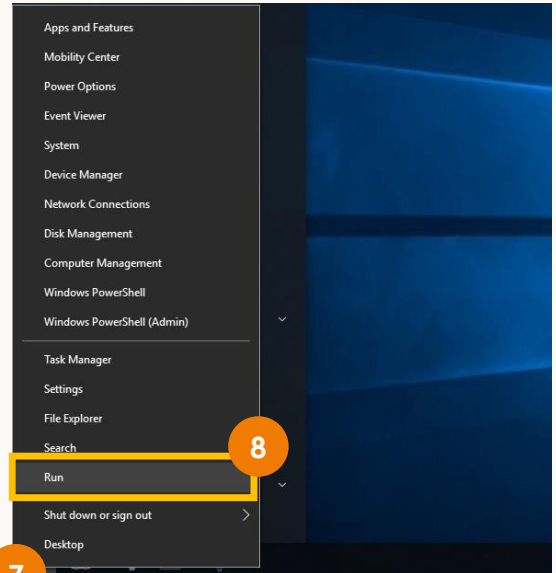 Apps and Features
Mobility Center
Power Options
Event Viewer
System
Device Manager
Network Connections
Disk Management
Computer Management
Windows PowerShell
Windows PowerShell (Admin)
Task Manager
Settings
File Explorer
Search
8
Run
Shut down or sign out
Desktop
7